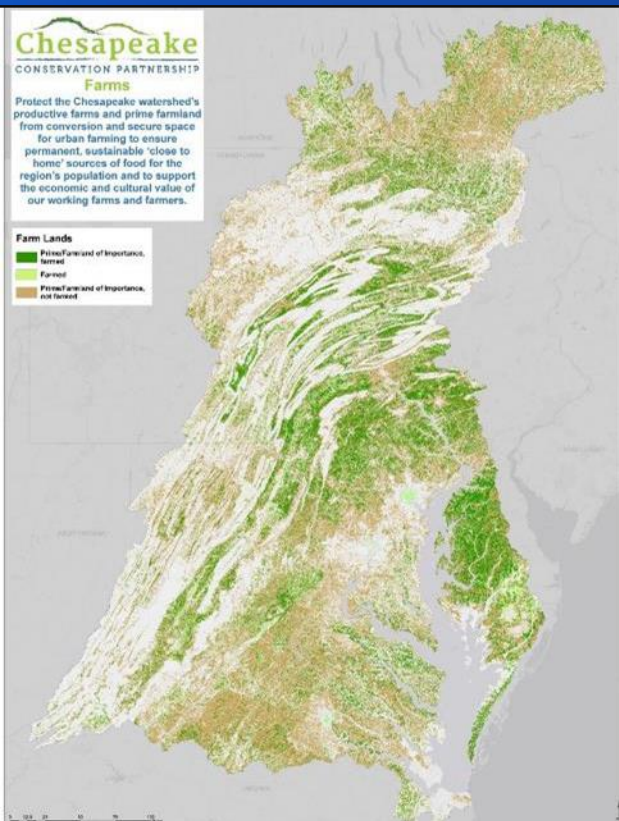 Chesapeake
CONSERVATION PARTNERSHIP
Farms
Protect the Chesapeake watershed's
productive farms and prime farmland
from conversion and secure space
for urban farming to ensure
permanent, sustainable 'close to
home' sources of food for the
region's population and to support
the economic and cultural value of
our working farms and farmers.
Farm Lands
Prime/Farmland of Importance,
farmed
Farmed
Prime/Farmland of Importance,
not farmed